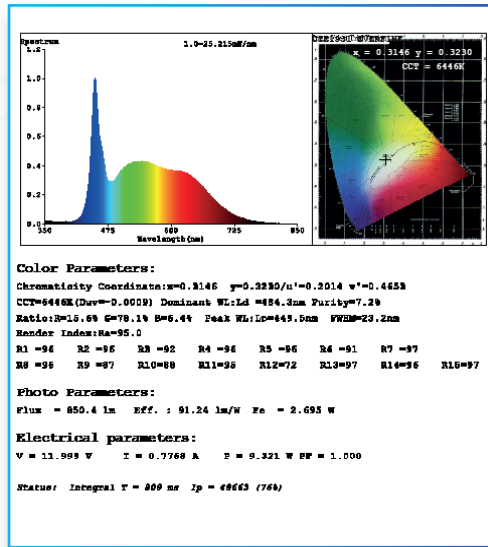 Spectrum
1.0=25.215mW/nm
1.2
1.0
0.8
0.6
0.4
0.2
0.0
350 475 600 725 850
Wavelength(nm)
x = 0.3146 y = 0.3230
CCT = 6446K
Color Parameters:
Chromaticity Coordinate:x=0.3146 y=0.3230/u'=0.2014 v'=0.4653
CCT=6446K(Duv=-0.0009) Dominant WL:Ld =484.3nm Purity=7.2%
Ratio:R=15.6% G=78.1% B=6.4% Peak WL:Lp=449.6nm FWHM=23.2nm
Render Index:Ra=95.0
R1 =96 R2 =96 R3 =92 R4 =96 R5 =96 R6 =91 R7 =97
R8 =96 R9 =87 R10=88 R11=95 R12=72 R13=97 R14=96 R15=97
Photo Parameters:
Flux = 850.4 lm Eff. : 91.24 lm/W Fe = 2.695 W
Electrical parameters:
V = 11.999 V I = 0.7768 A P = 9.321 W PF = 1.000
Status: Integral T = 809 ms Ip = 49663 (76%)